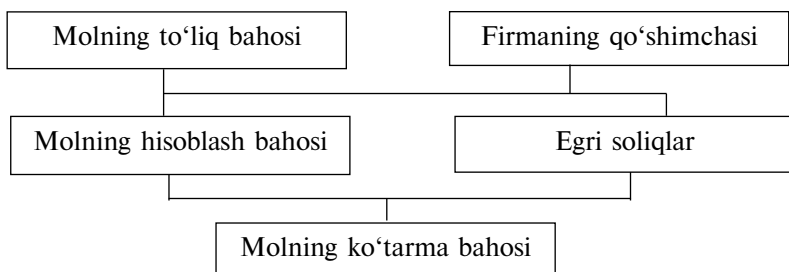 Molning to‘liq bahosi
Firmaning qo‘shimchasi
Molning hisoblash bahosi
Egri soliqlar
Molning ko‘tarma bahosi